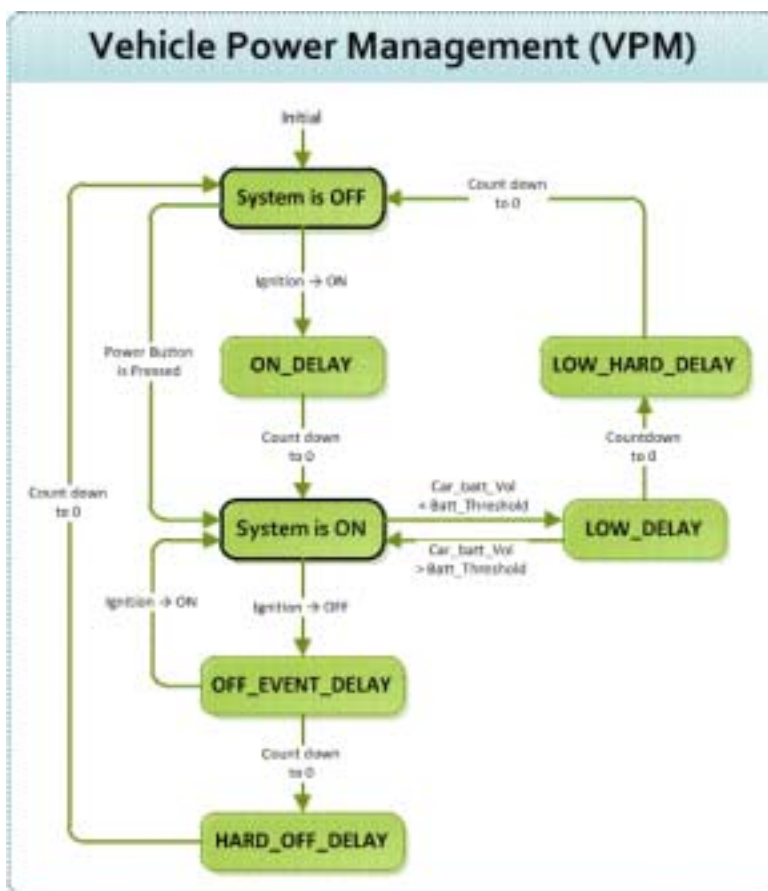 Vehicle Power Management (VPM)
Initial
System is OFF
Count down
to 0
Ignition → ON
Power Button
is Pressed
ON_DELAY
LOW_HARD_DELAY
Count down
to 0
Countdown
to 0
Count down
to 0
Car_batt_Vol
< Batt_Threshold
System is ON
LOW_DELAY
Car_batt_Vol
> Batt_Threshold
Ignition → ON
Ignition → OFF
OFF_EVENT_DELAY
Count down
to 0
HARD_OFF_DELAY